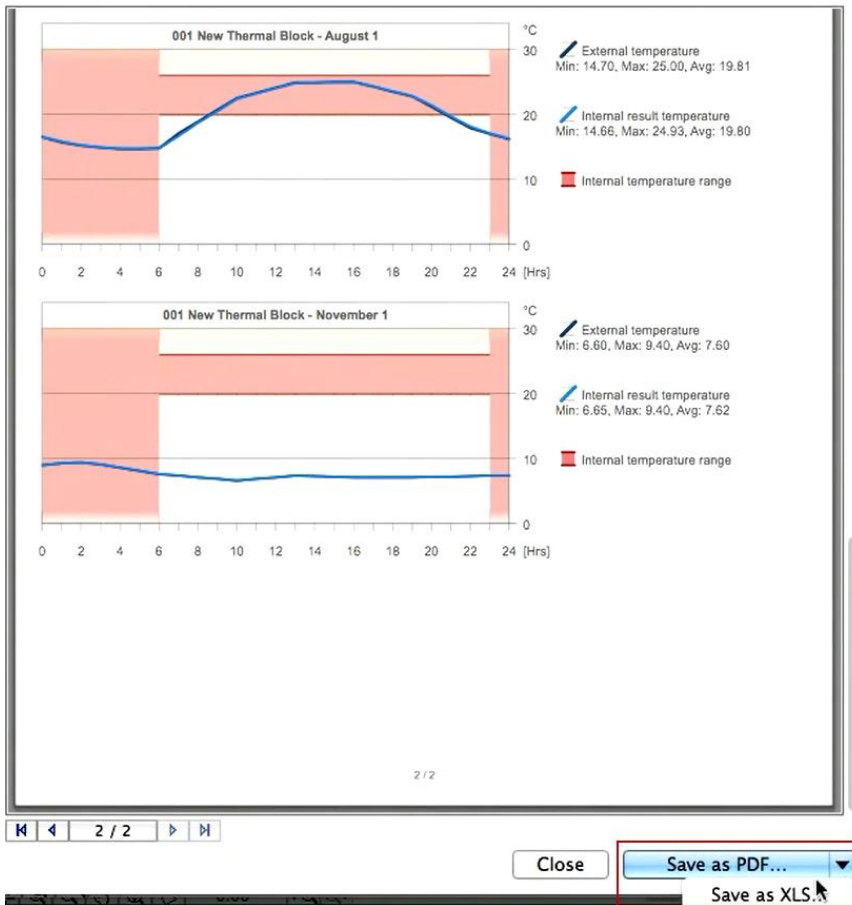 001 New Thermal Block - August 1
°C
30
20
10
0
External temperature
Min: 14.70, Max: 25.00, Avg: 19.81
Internal result temperature
Min: 14.66, Max: 24.93, Avg: 19.80
Internal temperature range
0 2 4 6 8 10 12 14 16 18 20 22 24 [Hrs]
001 New Thermal Block - November 1
°C
30
20
10
0
External temperature
Min: 6.60, Max: 9.40, Avg: 7.60
Internal result temperature
Min: 6.65, Max: 9.40, Avg: 7.62
Internal temperature range
0 2 4 6 8 10 12 14 16 18 20 22 24 [Hrs]
2 / 2
2 / 2
Close
Save as PDF...
Save as XLS...